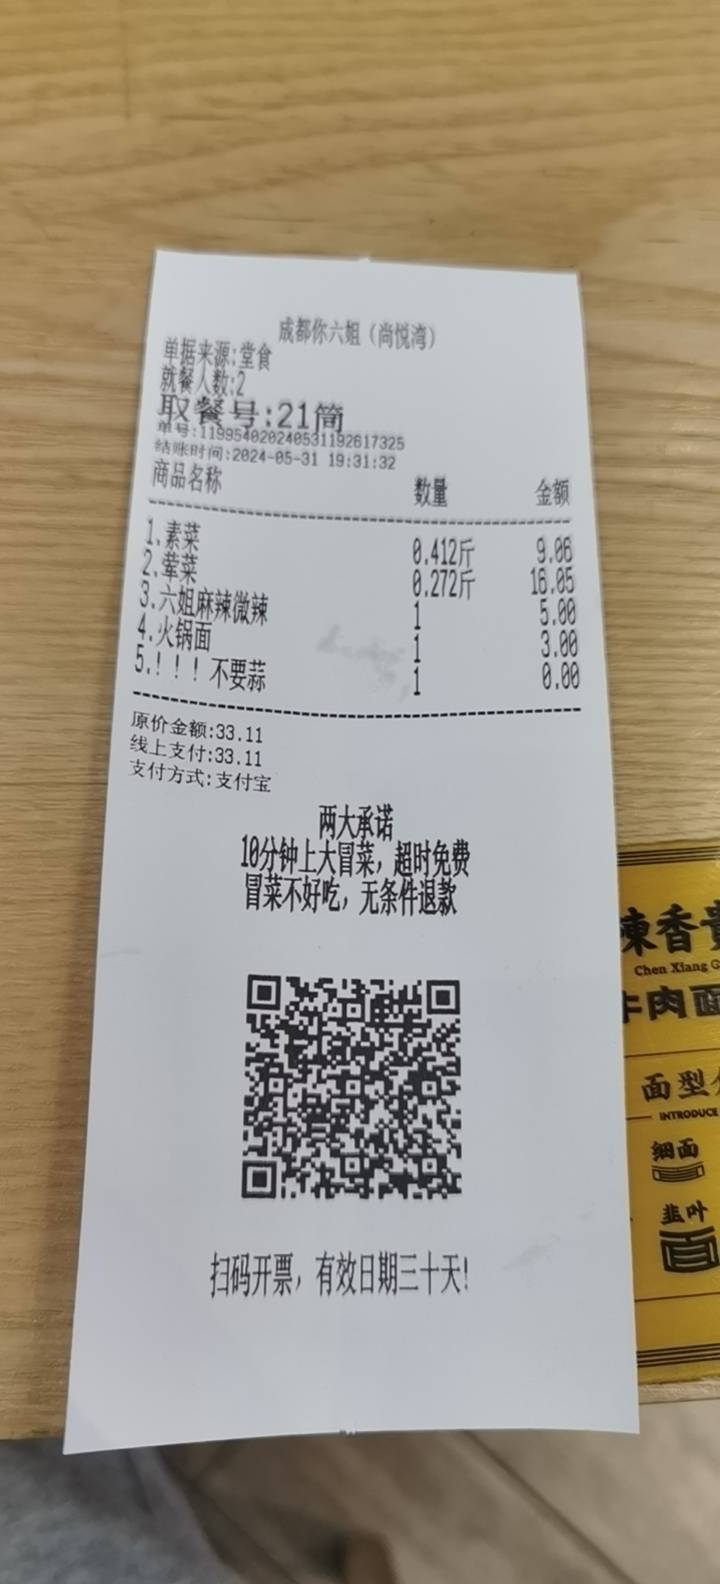 成都你六姐（尚悦湾）
单据来源:堂食
就餐人数:2
取餐号:21筒
单号:11995402024053119261 7325
结账时间:2024-05-31 19:31:32
商品名称 数量 金额
1.素菜 0.412斤 9.06
2.荤菜 0.272斤 16.05
3.六姐麻辣微辣 1 5.00
4.火锅面 1 3.00
5.！！！不要蒜 1 0.00
原价金额:33.11
线上支付:33.11
支付方式:支付宝
两大承诺
10分钟上大冒菜，超时免费
冒菜不好吃，无条件退款
扫码开票，有效日期三十天！
辣香貴
Chen Xiang G
牛肉面
面型
INTRODUCE
细面
韭叶